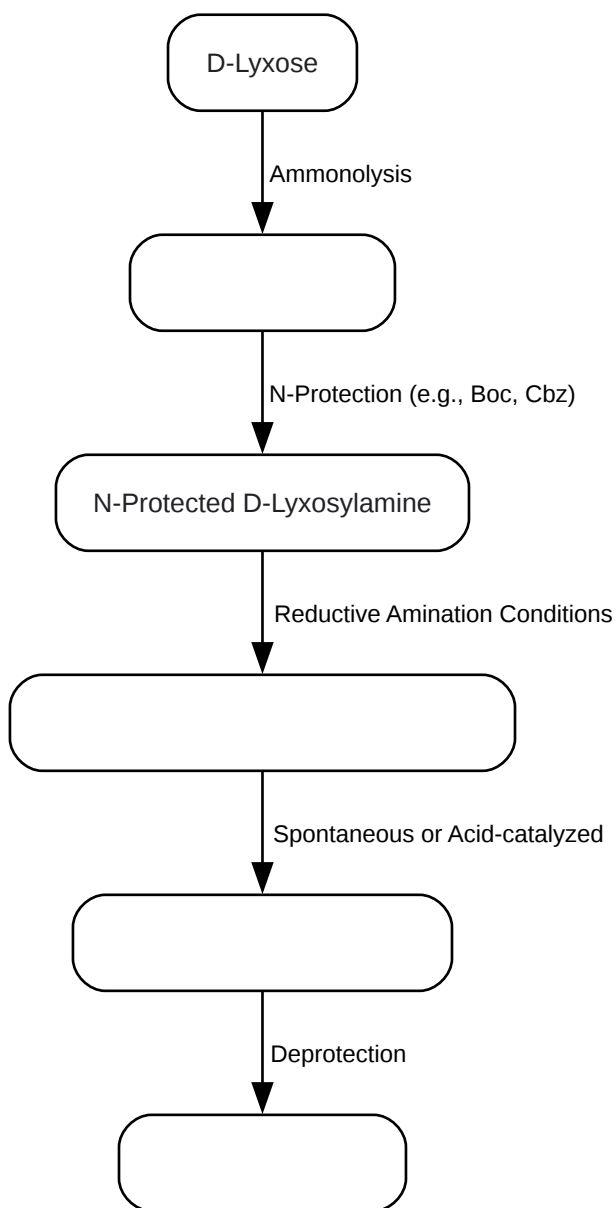 D-Lyxose
Ammonolysis
N-Protection (e.g., Boc, Cbz)
N-Protected D-Lyxosylamine
Reductive Amination Conditions
Spontaneous or Acid-catalyzed
Deprotection